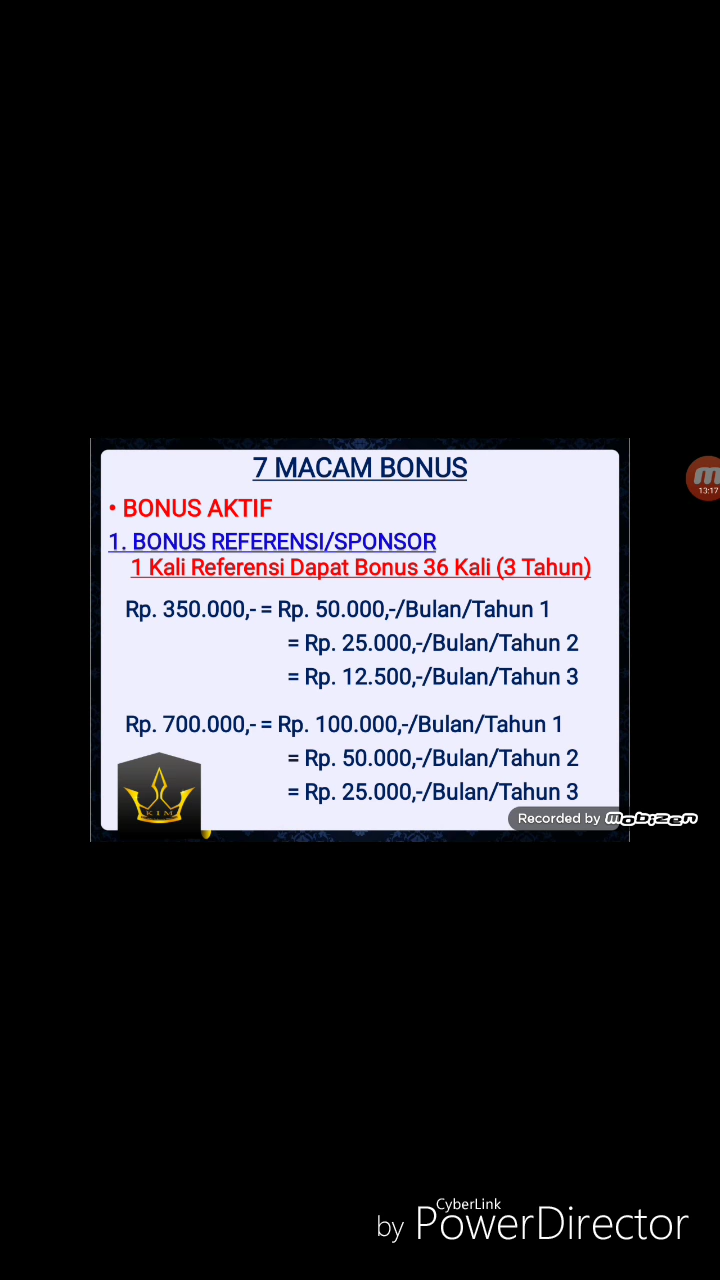 7 MACAM BONUS
• BONUS AKTIF
1. BONUS REFERENSI/SPONSOR
1 Kali Referensi Dapat Bonus 36 Kali (3 Tahun)
Rp. 350.000,- = Rp. 50.000,-/Bulan/Tahun 1
= Rp. 25.000,-/Bulan/Tahun 2
= Rp. 12.500,-/Bulan/Tahun 3
Rp. 700.000,- = Rp. 100.000,-/Bulan/Tahun 1
= Rp. 50.000,-/Bulan/Tahun 2
= Rp. 25.000,-/Bulan/Tahun 3
KIM
Recorded by mobizen
13:17
CyberLink
by PowerDirector